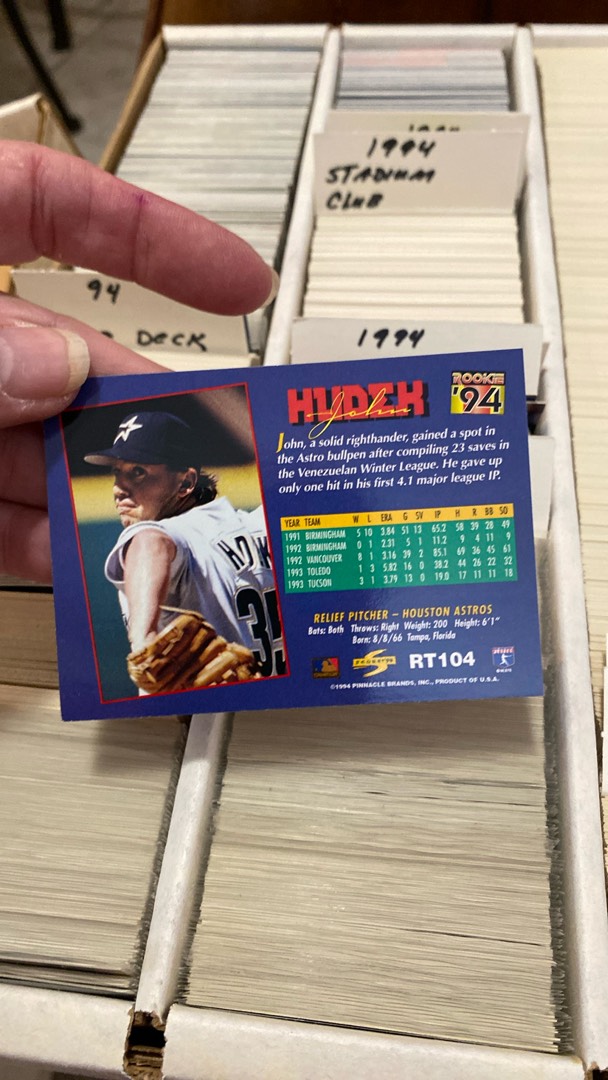 1994
1994
STADIUM
CLUB
94
DECK
1994
HUDEK
John
ROOKIE
'94
John, a solid righthander, gained a spot in
the Astro bullpen after compiling 23 saves in
the Venezuelan Winter League. He gave up
only one hit in his first 4.1 major league IP.
YEAR TEAM W L ERA G SV IP H R BB SO
1991 BIRMINGHAM 5 10 3.84 51 13 65.2 58 39 28 49
1992 BIRMINGHAM 0 1 2.31 5 1 11.2 9 4 11 9
1992 VANCOUVER 8 1 3.16 39 2 85.1 69 36 45 61
1993 TOLEDO 1 3 5.82 16 0 38.2 44 26 22 32
1993 TUCSON 3 1 3.79 13 0 19.0 17 11 11 18
RELIEF PITCHER – HOUSTON ASTROS
Bats: Both Throws: Right Weight: 200 Height: 6'1"
Born: 8/8/66 Tampa, Florida
SCORE RT104
©1994 PINNACLE BRANDS, INC., PRODUCT OF U.S.A.